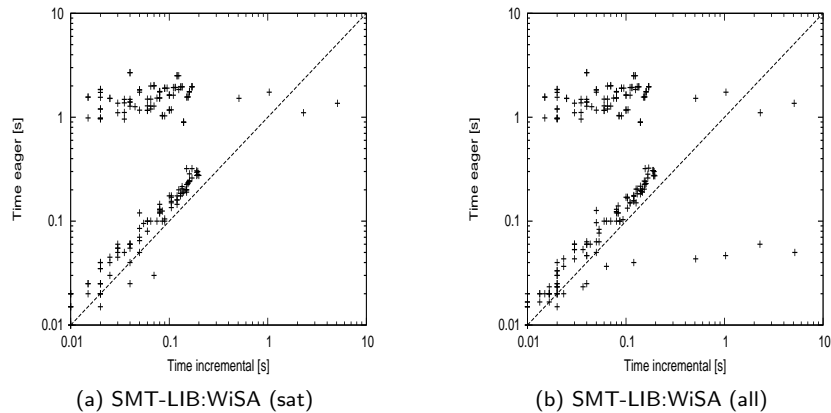 10
1
0.1
0.01
0.01
0.1
1
10
Time eager [s]
Time incremental [s]
(a) SMT-LIB:WiSA (sat)
10
1
0.1
0.01
0.01
0.1
1
10
Time eager [s]
Time incremental [s]
(b) SMT-LIB:WiSA (all)